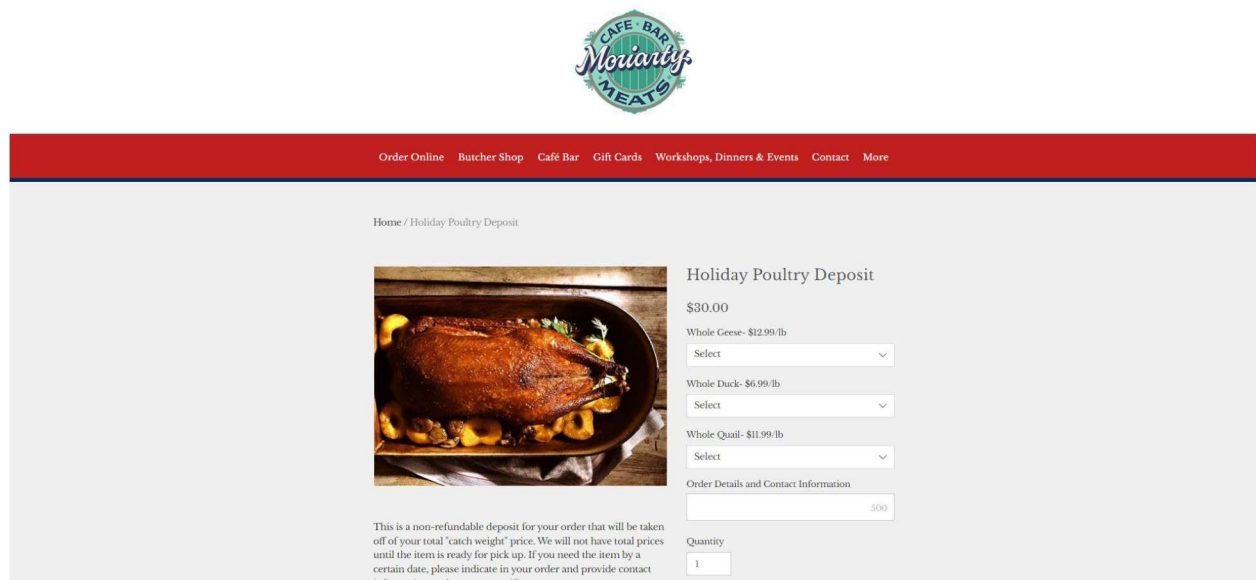 CAFE · BAR
Moriarty
MEATS
Order Online Butcher Shop Café Bar Gift Cards Workshops, Dinners & Events Contact More
Home / Holiday Poultry Deposit
Holiday Poultry Deposit
$30.00
Whole Geese- $12.99/lb
Select
Whole Duck- $6.99/lb
Select
Whole Quail- $11.99/lb
Select
Order Details and Contact Information
500
Quantity
1
This is a non-refundable deposit for your order that will be taken
off of your total "catch weight" price. We will not have total prices
until the item is ready for pick up. If you need the item by a
certain date, please indicate in your order and provide contact